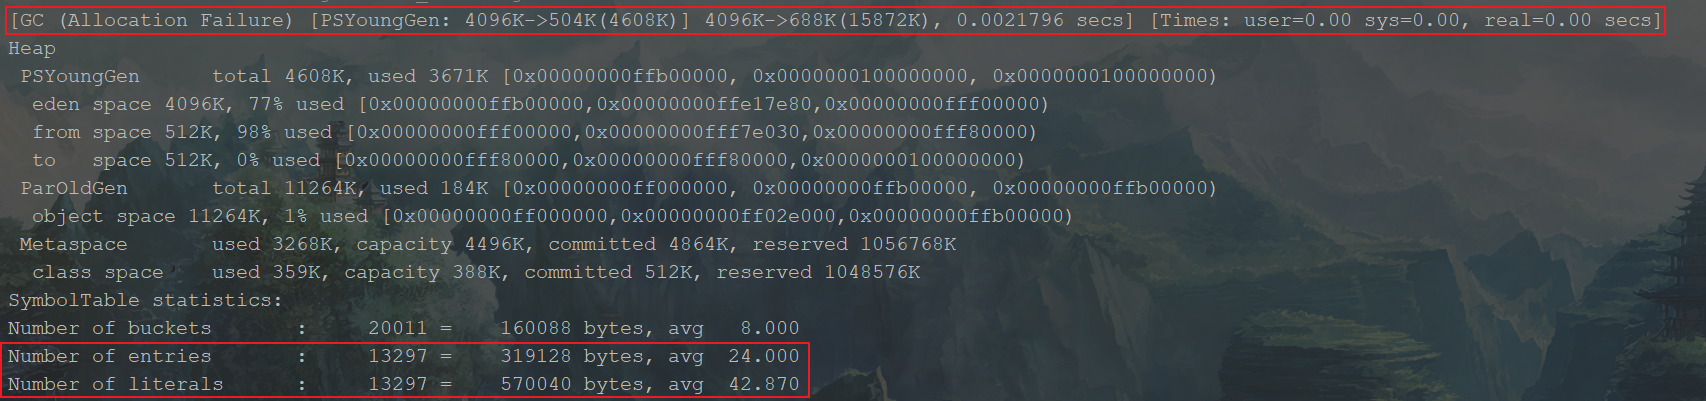 [GC (Allocation Failure) [PSYoungGen: 4096K->504K(4608K)] 4096K->688K(15872K), 0.0021796 secs] [Times: user=0.00 sys=0.00, real=0.00 secs]
Heap
 PSYoungGen      total 4608K, used 3671K [0x00000000ffb00000, 0x0000000100000000, 0x0000000100000000)
  eden space 4096K, 77% used [0x00000000ffb00000,0x00000000ffe17e80,0x00000000fff00000)
  from space 512K, 98% used [0x00000000fff00000,0x00000000fff7e030,0x00000000fff80000)
  to   space 512K, 0% used [0x00000000fff80000,0x00000000fff80000,0x0000000100000000)
 ParOldGen       total 11264K, used 184K [0x00000000ff000000, 0x00000000ffb00000, 0x00000000ffb00000)
  object space 11264K, 1% used [0x00000000ff000000,0x00000000ff02e000,0x00000000ffb00000)
 Metaspace       used 3268K, capacity 4496K, committed 4864K, reserved 1056768K
  class space    used 359K, capacity 388K, committed 512K, reserved 1048576K
SymbolTable statistics:
Number of buckets       :     20011 =    160088 bytes, avg   8.000
Number of entries       :     13297 =    319128 bytes, avg  24.000
Number of literals      :     13297 =    570040 bytes, avg  42.870